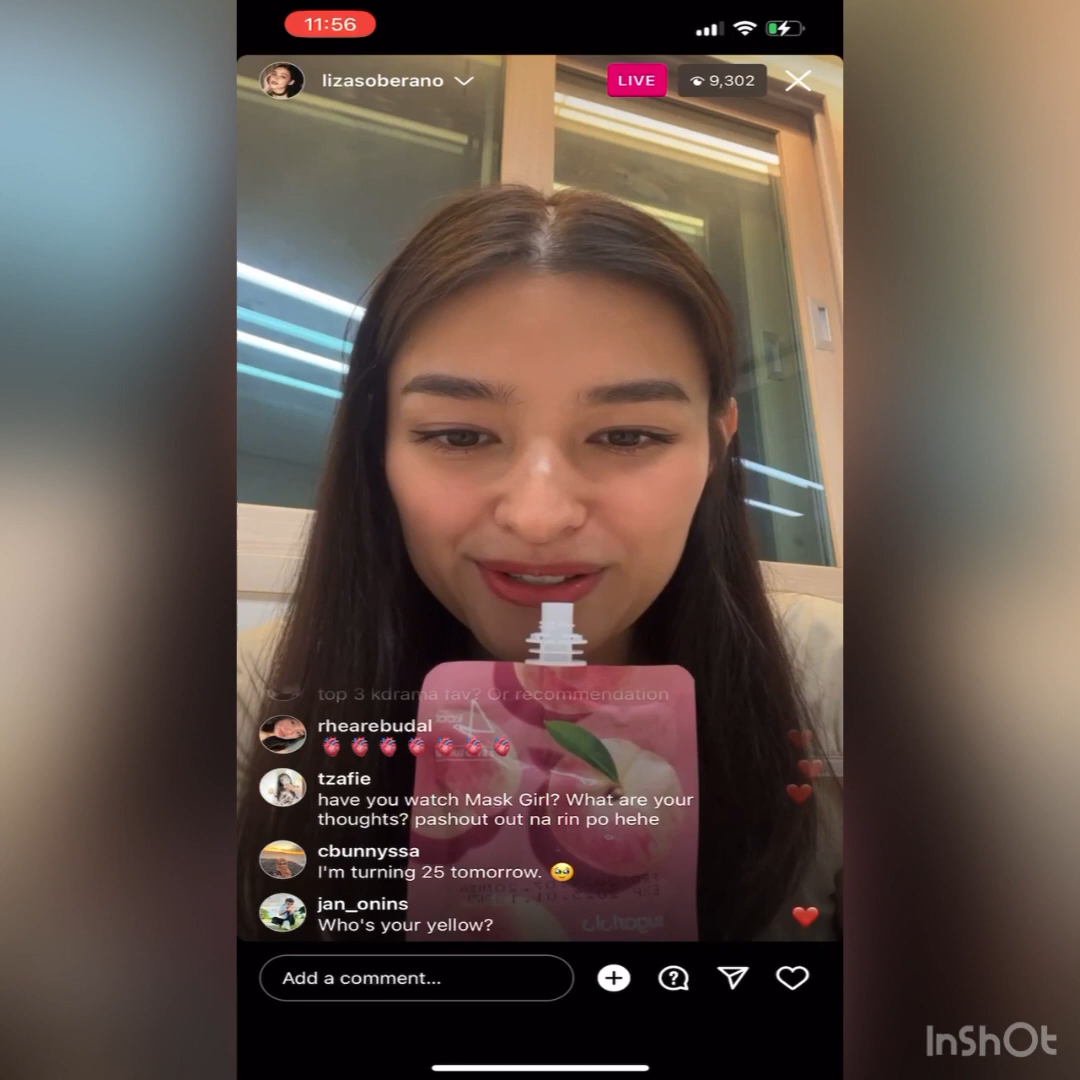 11:56
lizasoberano
LIVE
9,302
top 3 kdrama fav? Or recommendation
rhearebudal
tzafie
have you watch Mask Girl? What are your
thoughts? pashout out na rin po hehe
cbunnyssa
I'm turning 25 tomorrow. 🥹
jan_onins
Who's your yellow?
Add a comment...
InShOt